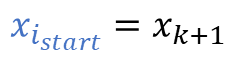 x_{i_{start}} = x_{k+1}